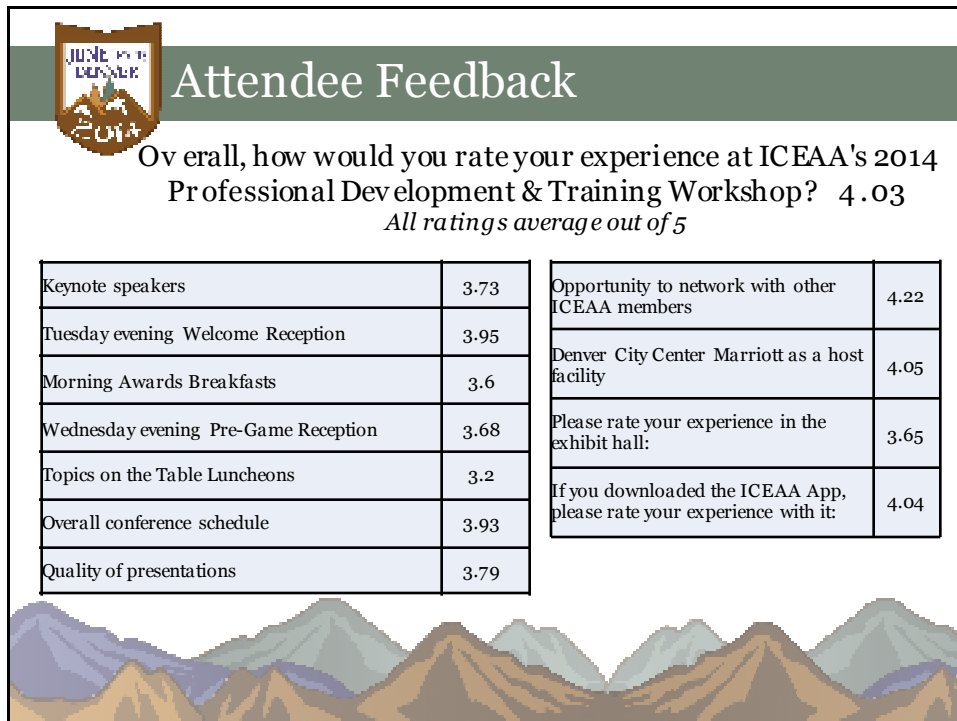 JUNE
DENVER
2014
Attendee Feedback
Overall, how would you rate your experience at ICEAA's 2014
Professional Development & Training Workshop? 4.03
All ratings average out of 5
Keynote speakers 3.73
Tuesday evening Welcome Reception 3.95
Morning Awards Breakfasts 3.6
Wednesday evening Pre-Game Reception 3.68
Topics on the Table Luncheons 3.2
Overall conference schedule 3.93
Quality of presentations 3.79
Opportunity to network with other
ICEAA members 4.22
Denver City Center Marriott as a host
facility 4.05
Please rate your experience in the
exhibit hall: 3.65
If you downloaded the ICEAA App,
please rate your experience with it: 4.04